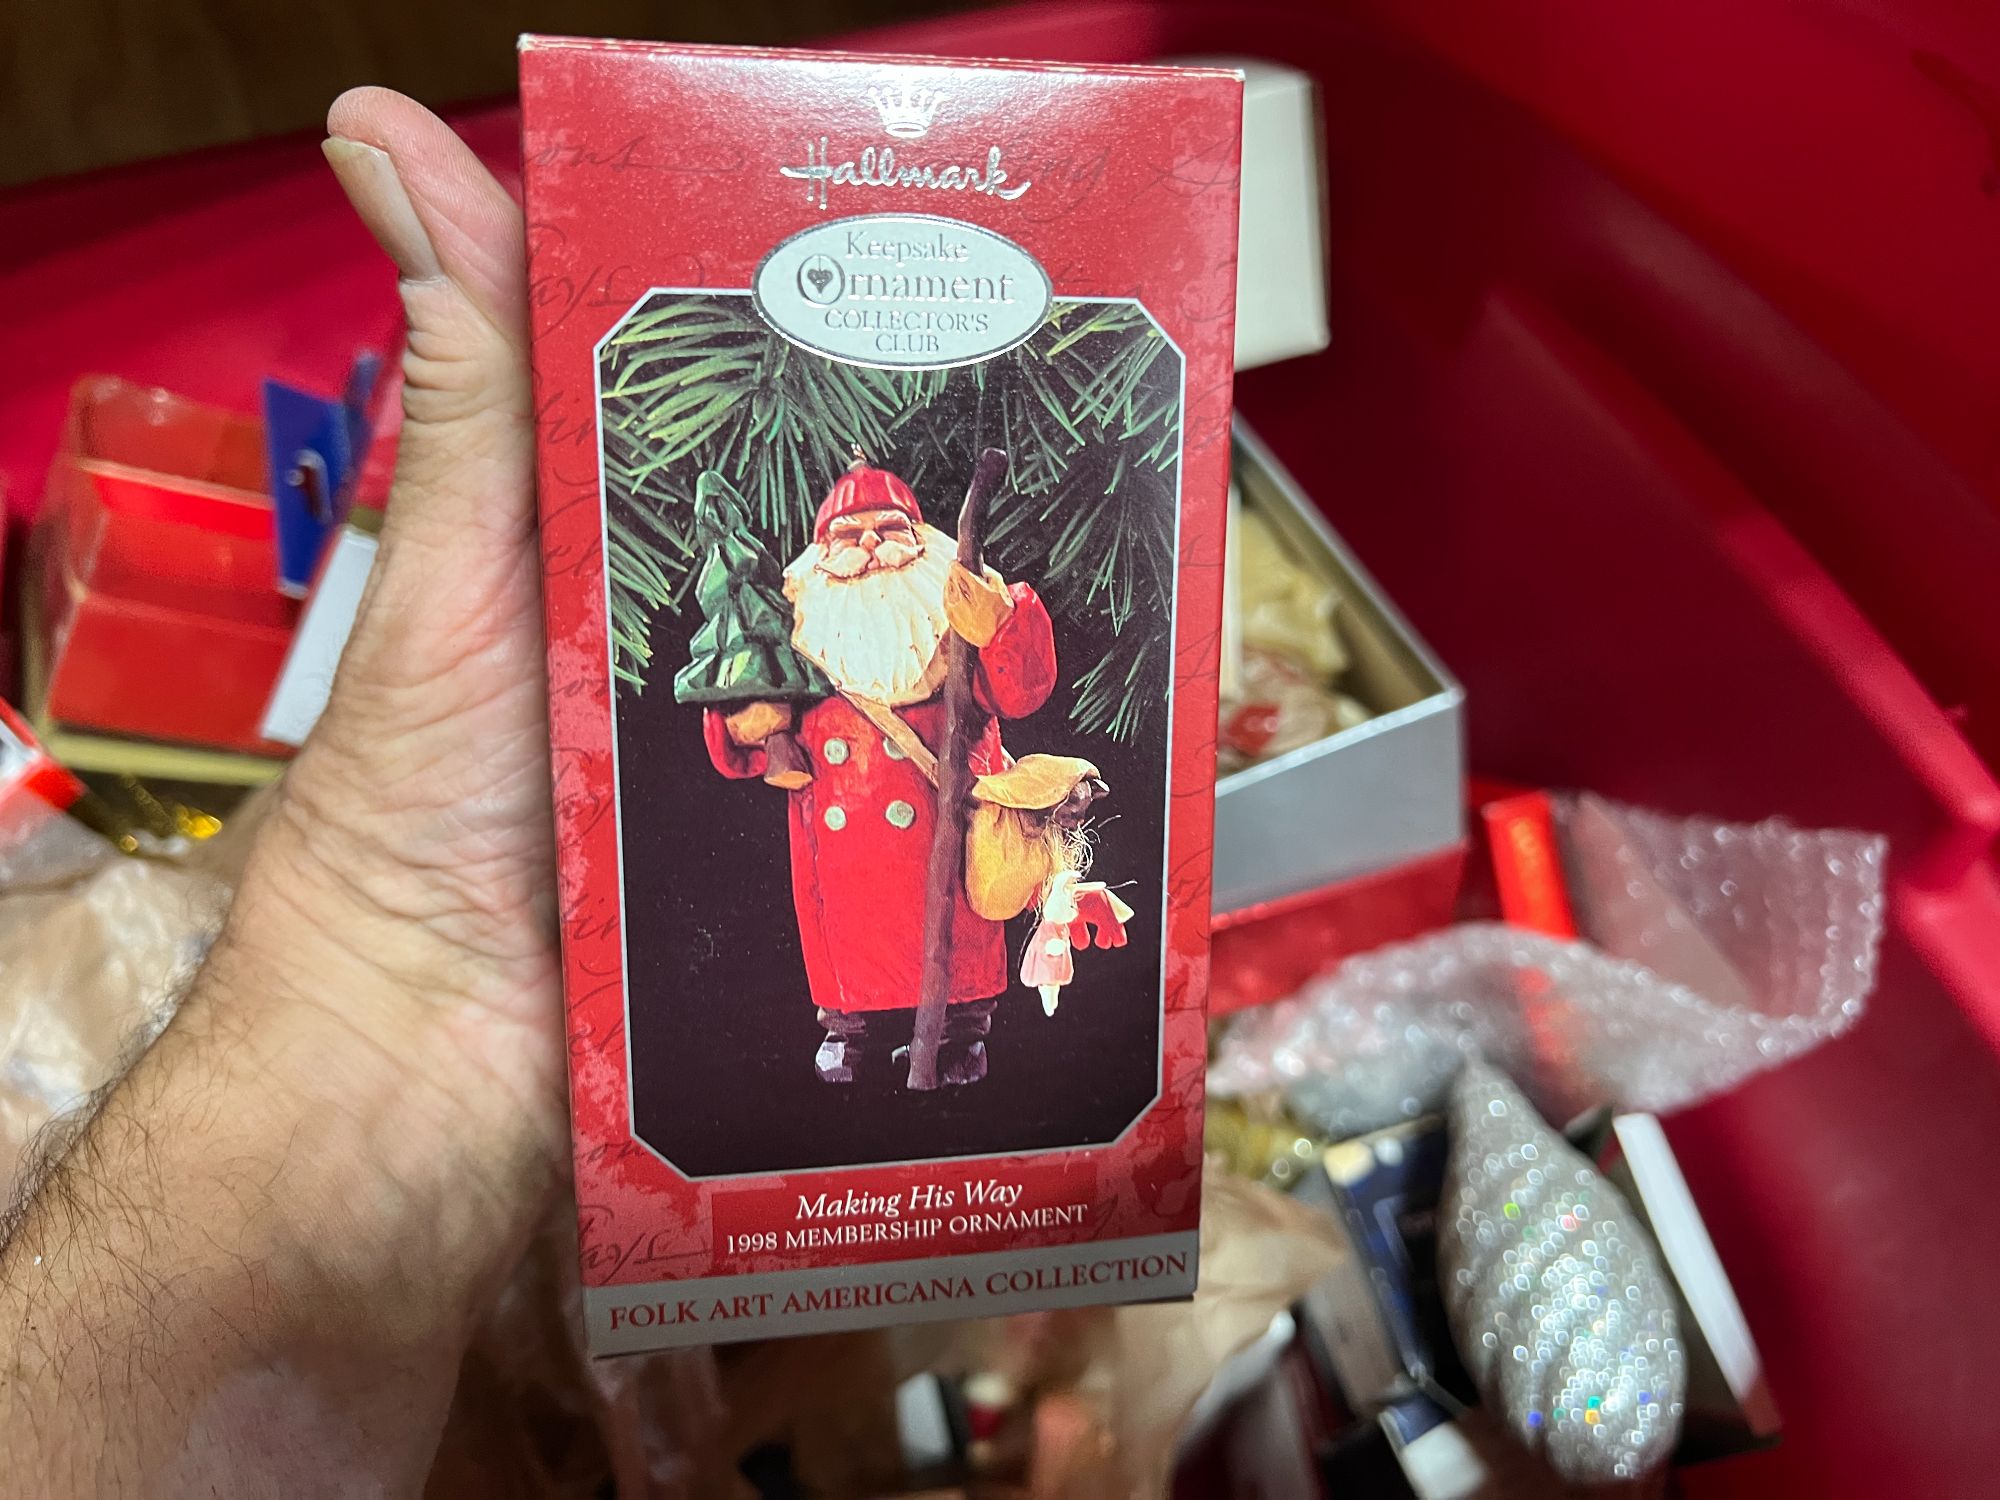 Hallmark
Keepsake
Ornament
COLLECTOR'S
CLUB
Making His Way
1998 MEMBERSHIP ORNAMENT
FOLK ART AMERICANA COLLECTION